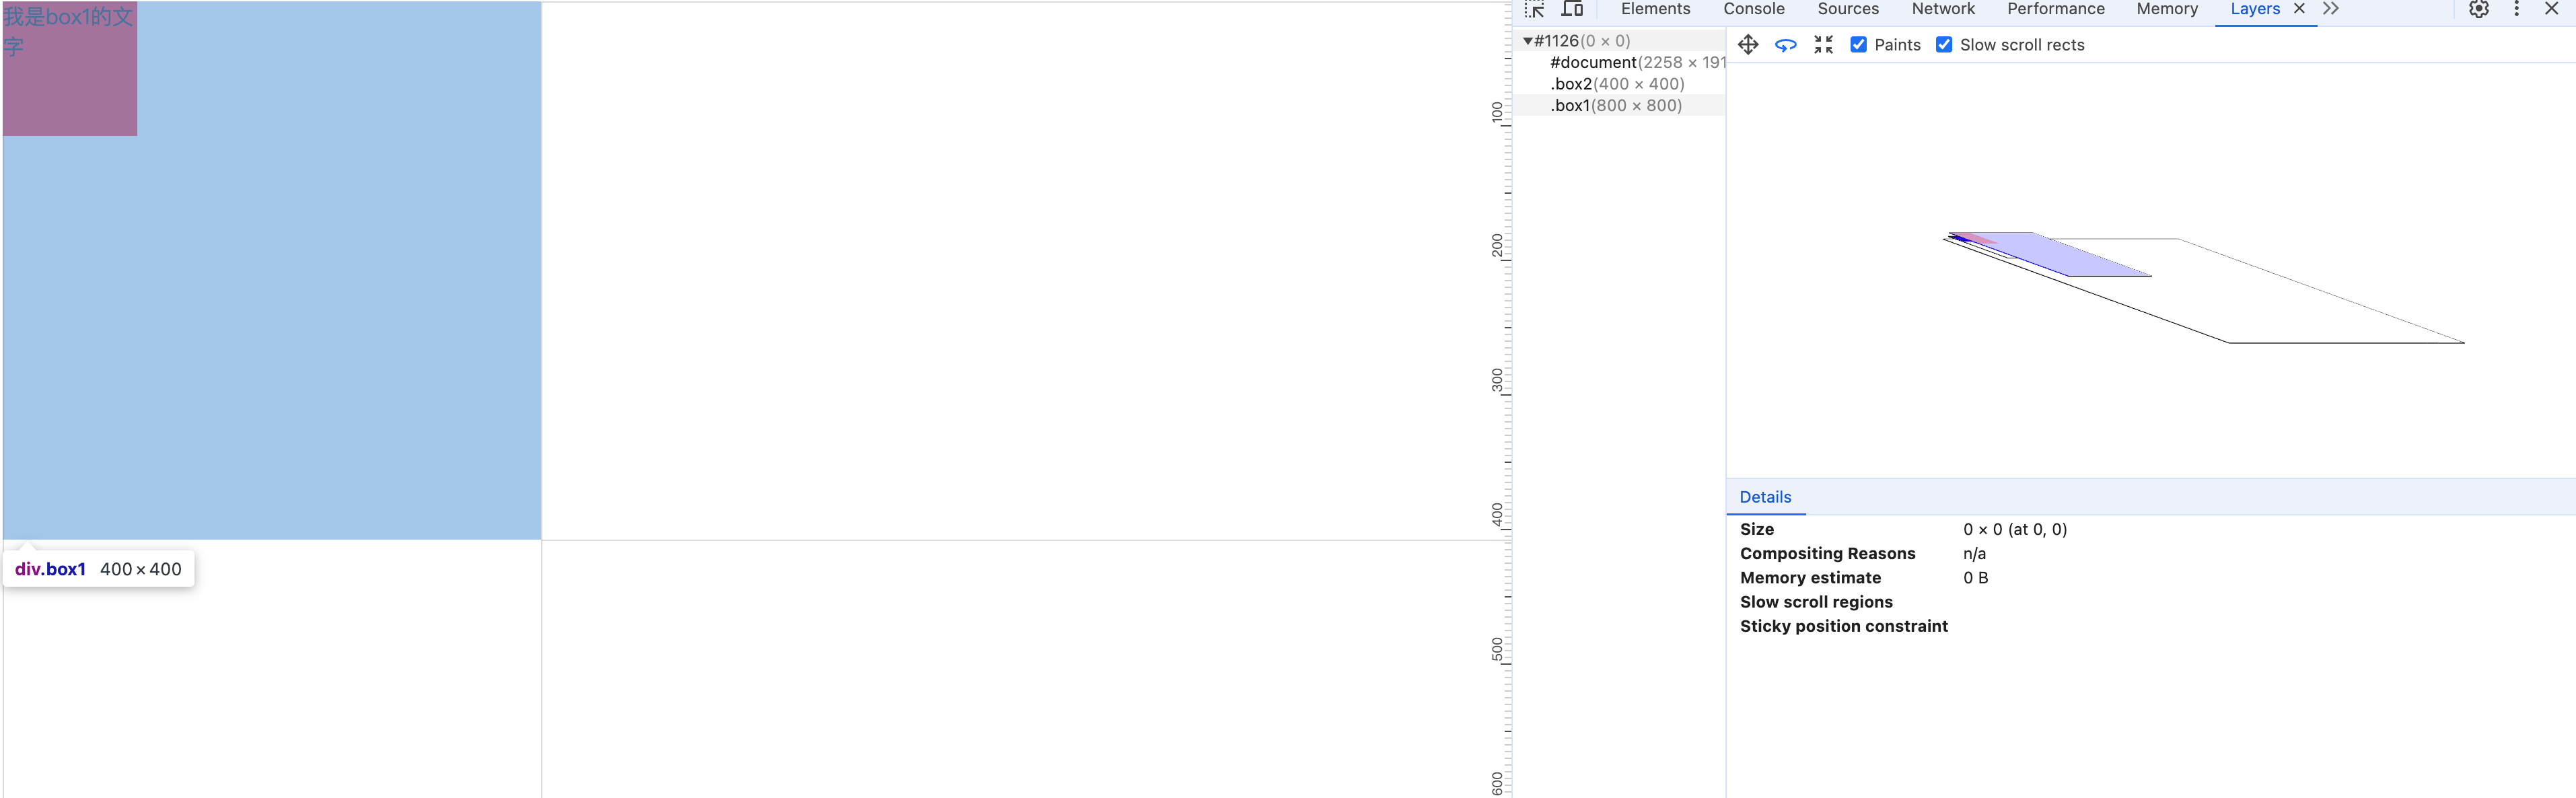 我是box1的文
字
div.box1 400×400
100
200
300
400
500
600
Elements Console Sources Network Performance Memory Layers
▼#1126(0 × 0)
#document(2258 × 191
.box2(400 × 400)
.box1(800 × 800)
Paints Slow scroll rects
Details
Size 0 × 0 (at 0, 0)
Compositing Reasons n/a
Memory estimate 0 B
Slow scroll regions
Sticky position constraint